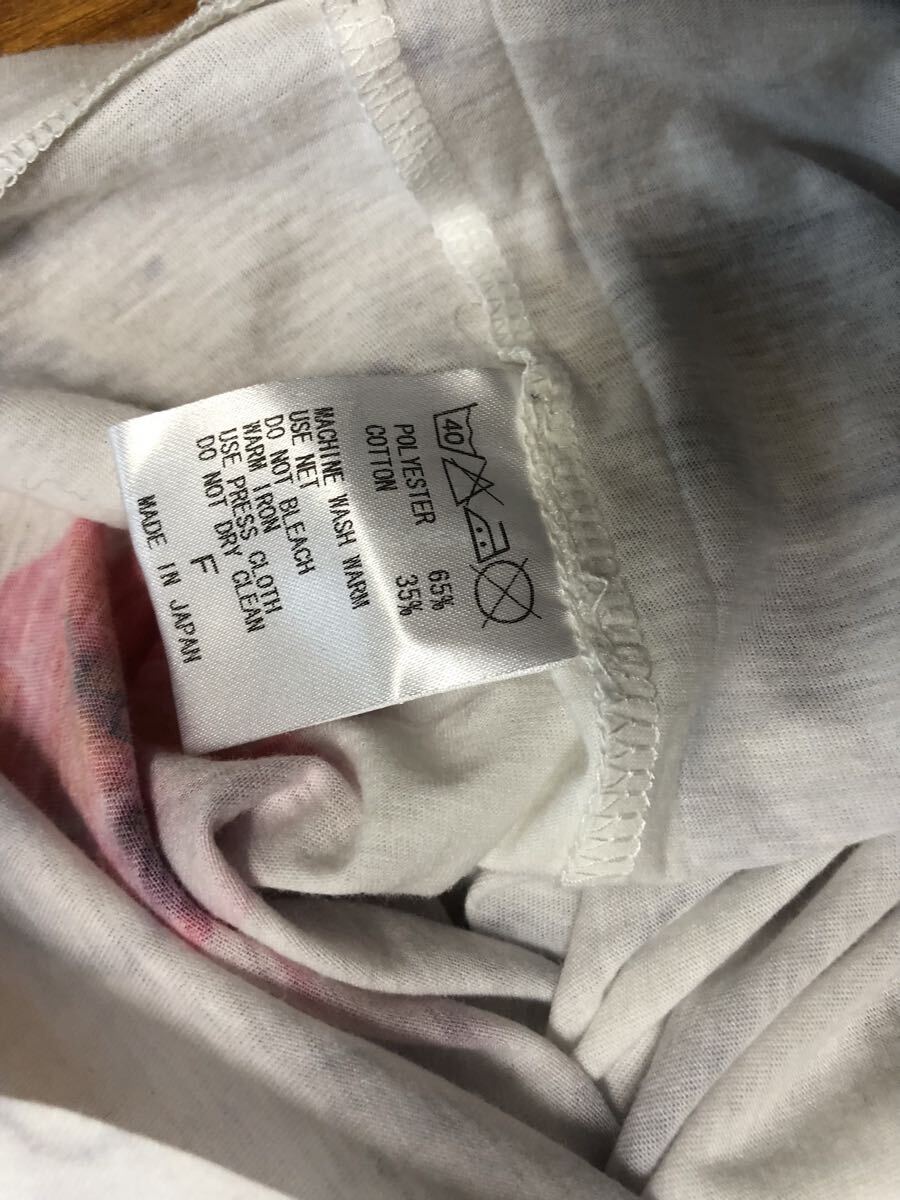 40
POLYESTER 65%
COTTON 35%
MACHINE WASH WARM
USE NET
DO NOT BLEACH
WARM IRON
USE PRESS CLOTH
DO NOT DRY CLEAN
F
MADE IN JAPAN